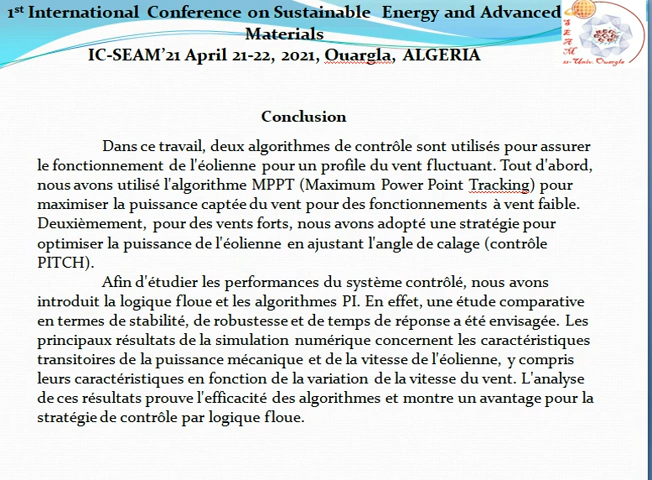 1st International Conference on Sustainable Energy and Advanced
Materials
IC-SEAM'21 April 21-22, 2021, Ouargla, ALGERIA
SEAM
21-Univ. Ouargla
Conclusion
Dans ce travail, deux algorithmes de contrôle sont utilisés pour assurer
le fonctionnement de l'éolienne pour un profile du vent fluctuant. Tout d'abord,
nous avons utilisé l'algorithme MPPT (Maximum Power Point Tracking) pour
maximiser la puissance captée du vent pour des fonctionnements à vent faible.
Deuxièmement, pour des vents forts, nous avons adopté une stratégie pour
optimiser la puissance de l'éolienne en ajustant l'angle de calage (contrôle
PITCH).
Afin d'étudier les performances du système contrôlé, nous avons
introduit la logique floue et les algorithmes PI. En effet, une étude comparative
en termes de stabilité, de robustesse et de temps de réponse a été envisagée. Les
principaux résultats de la simulation numérique concernent les caractéristiques
transitoires de la puissance mécanique et de la vitesse de l'éolienne, y compris
leurs caractéristiques en fonction de la variation de la vitesse du vent. L'analyse
de ces résultats prouve l'efficacité des algorithmes et montre un avantage pour la
stratégie de contrôle par logique floue.